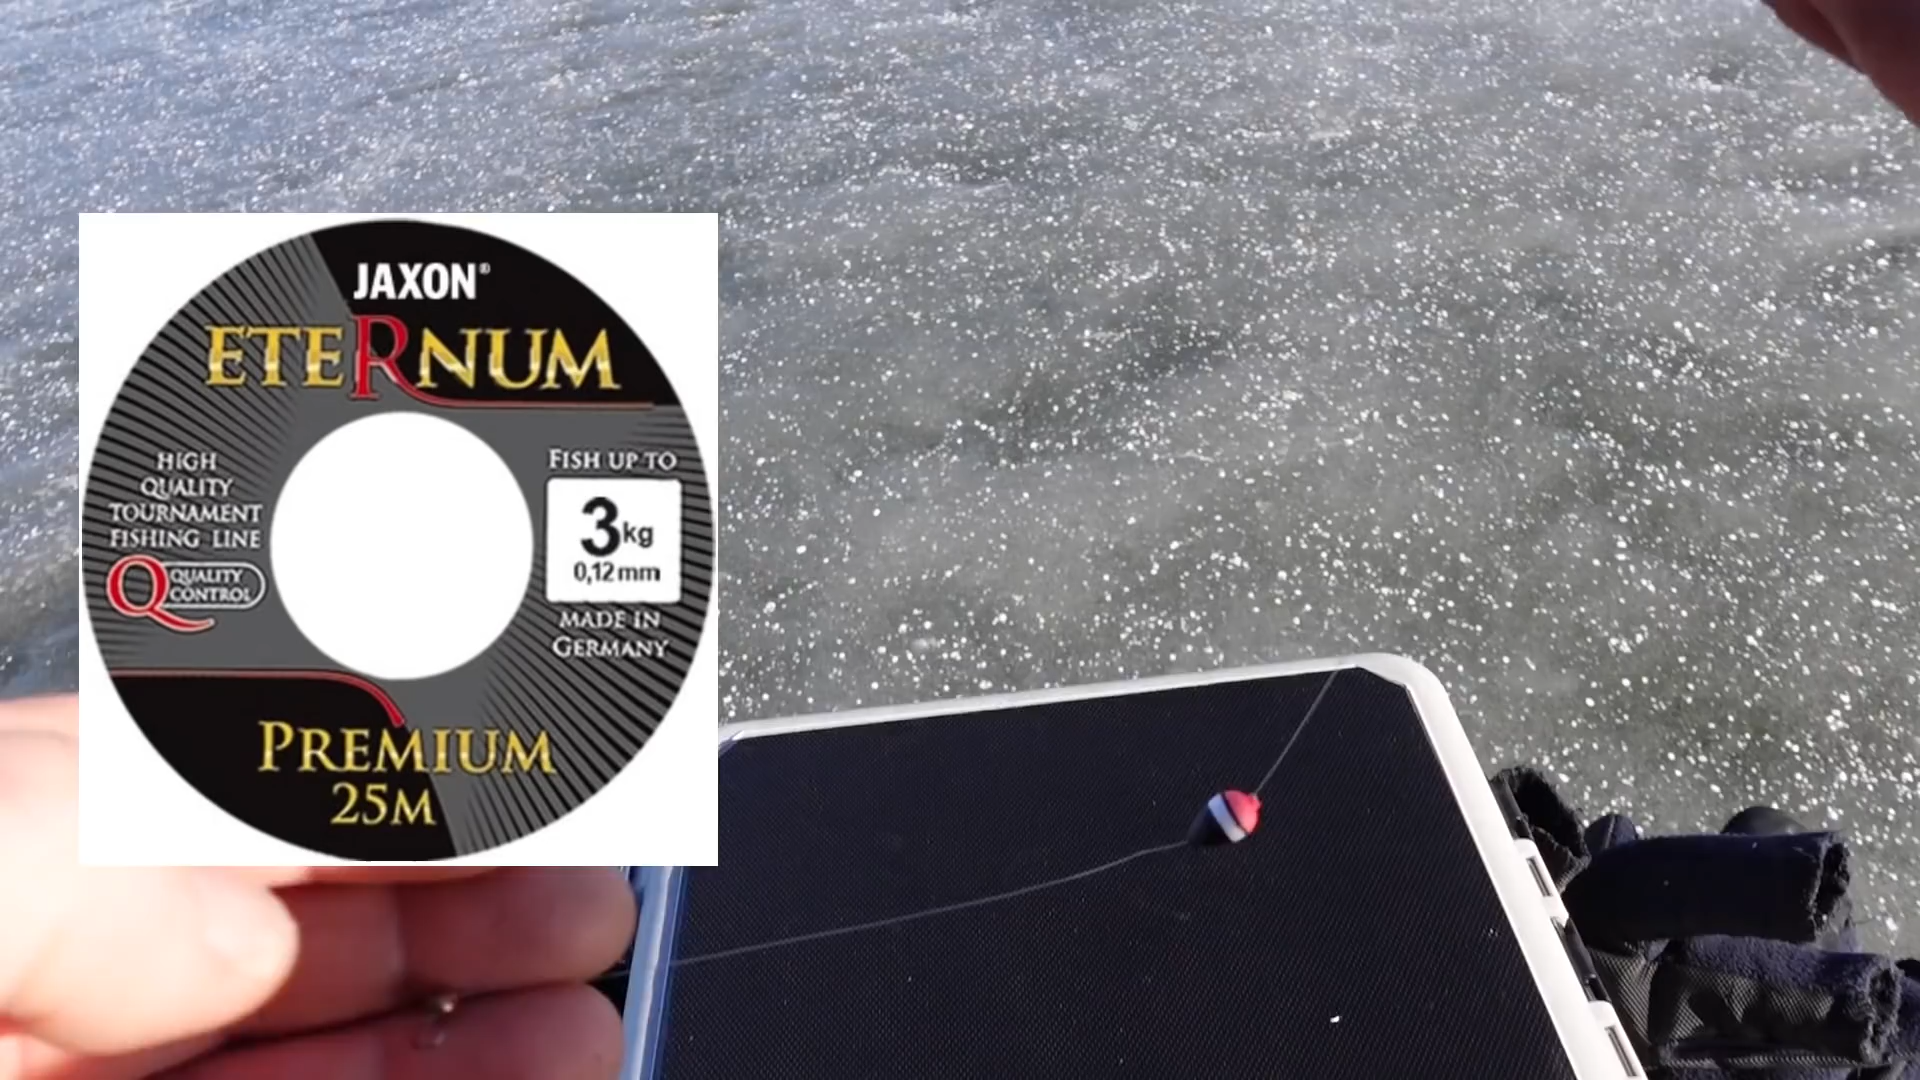 JAXON®
ETERNUM
HIGH
QUALITY
TOURNAMENT
FISHING LINE
Q QUALITY
CONTROL
FISH UP TO
3kg
0,12mm
MADE IN
GERMANY
PREMIUM
25M